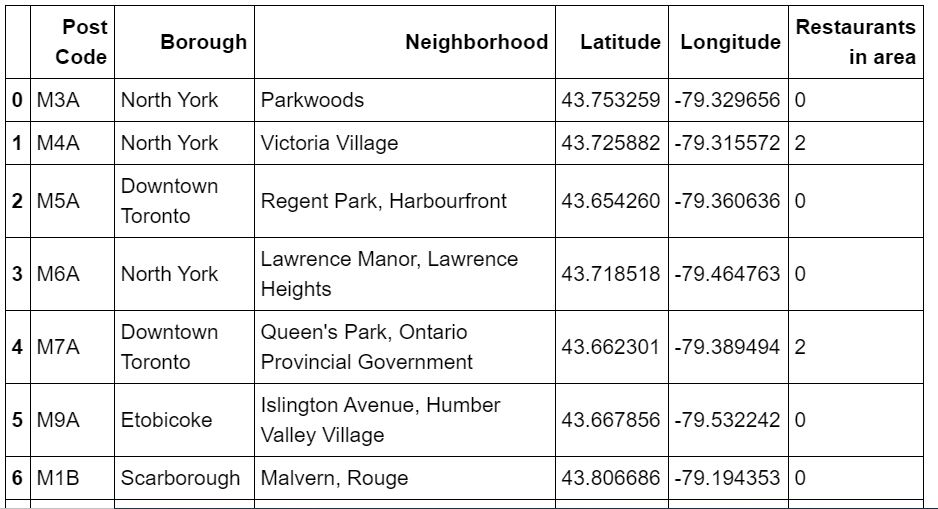 Post Code Borough Neighborhood Latitude Longitude Restaurants in area
0 M3A North York Parkwoods 43.753259 -79.329656 0
1 M4A North York Victoria Village 43.725882 -79.315572 2
2 M5A Downtown Toronto Regent Park, Harbourfront 43.654260 -79.360636 0
3 M6A North York Lawrence Manor, Lawrence Heights 43.718518 -79.464763 0
4 M7A Downtown Toronto Queen's Park, Ontario Provincial Government 43.662301 -79.389494 2
5 M9A Etobicoke Islington Avenue, Humber Valley Village 43.667856 -79.532242 0
6 M1B Scarborough Malvern, Rouge 43.806686 -79.194353 0